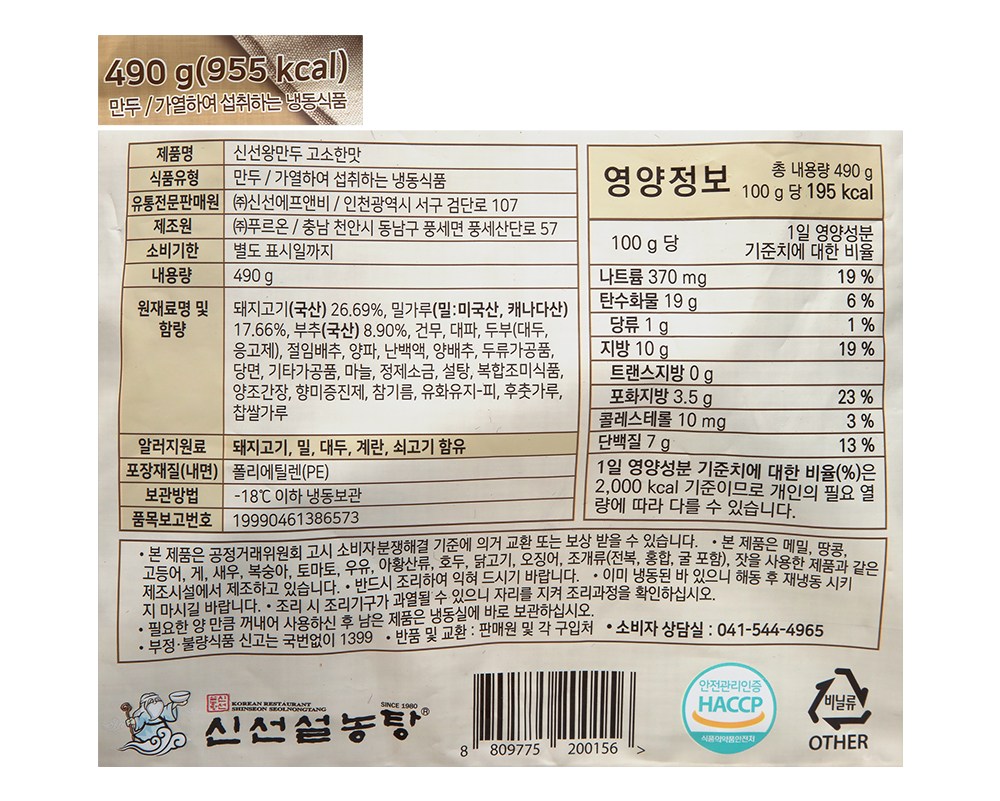 490 g(955 kcal)
만두 / 가열하여 섭취하는 냉동식품
제품명 신선왕만두 고소한맛
식품유형 만두 / 가열하여 섭취하는 냉동식품
유통전문판매원 ㈜신선에프앤비 / 인천광역시 서구 검단로 107
제조원 ㈜푸르온 / 충남 천안시 동남구 풍세면 풍세산단로 57
소비기한 별도 표시일까지
내용량 490 g
원재료명 및 함량
돼지고기(국산) 26.69%, 밀가루(밀:미국산, 캐나다산)
17.66%, 부추(국산) 8.90%, 건무, 대파, 두부(대두,
응고제), 절임배추, 양파, 난백액, 양배추, 두류가공품,
당면, 기타가공품, 마늘, 정제소금, 설탕, 복합조미식품,
양조간장, 향미증진제, 참기름, 유화유지-피, 후춧가루,
찹쌀가루
알러지원료 돼지고기, 밀, 대두, 계란, 쇠고기 함유
포장재질(내면) 폴리에틸렌(PE)
보관방법 -18℃ 이하 냉동보관
품목보고번호 19990461386573
영양정보
총 내용량 490 g
100 g 당 195 kcal
100 g 당
1일 영양성분
기준치에 대한 비율
나트륨 370 mg 19 %
탄수화물 19 g 6 %
당류 1 g 1 %
지방 10 g 19 %
트랜스지방 0 g
포화지방 3.5 g 23 %
콜레스테롤 10 mg 3 %
단백질 7 g 13 %
1일 영양성분 기준치에 대한 비율(%)은
2,000 kcal 기준이므로 개인의 필요 열
량에 따라 다를 수 있습니다.
• 본 제품은 공정거래위원회 고시 소비자분쟁해결 기준에 의거 교환 또는 보상 받을 수 있습니다. • 본 제품은 메밀, 땅콩,
고등어, 게, 새우, 복숭아, 토마토, 우유, 아황산류, 호두, 닭고기, 오징어, 조개류(전복, 홍합, 굴 포함), 잣을 사용한 제품과 같은
제조시설에서 제조하고 있습니다. • 반드시 조리하여 익혀 드시기 바랍니다. • 이미 냉동된 바 있으니 해동 후 재냉동 시키
지 마시길 바랍니다. • 조리 시 조리기구가 과열될 수 있으니 자리를 지켜 조리과정을 확인하십시오.
• 필요한 양 만큼 꺼내어 사용하신 후 남은 제품은 냉동실에 바로 보관하십시오.
• 부정·불량식품 신고는 국번없이 1399 • 반품 및 교환 : 판매원 및 각 구입처 • 소비자 상담실 : 041-544-4965
KOREAN RESTAURANT
SHINSEON SEOLNONGTANG
SINCE 1980
신선설농탕®
8 809775 200156 >
안전관리인증
HACCP
식품의약품안전처
비닐류
OTHER